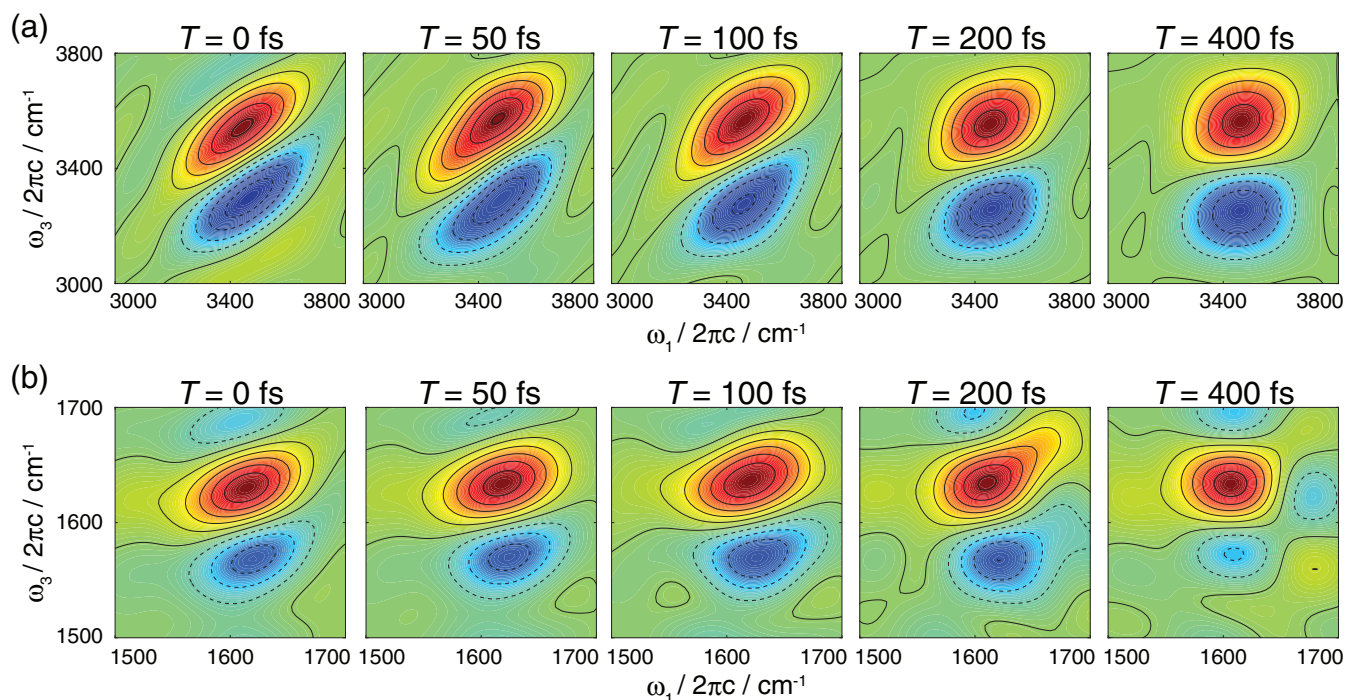 (a)
T = 0 fs T = 50 fs T = 100 fs T = 200 fs T = 400 fs
3800
3400
3000
ω3 / 2πc / cm-1
3000 3400 3800 3000 3400 3800 3000 3400 3800 3000 3400 3800 3000 3400 3800
ω1 / 2πc / cm-1
(b)
T = 0 fs T = 50 fs T = 100 fs T = 200 fs T = 400 fs
1700
1600
1500
ω3 / 2πc / cm-1
1500 1600 1700 1500 1600 1700 1500 1600 1700 1500 1600 1700 1500 1600 1700
ω1 / 2πc / cm-1